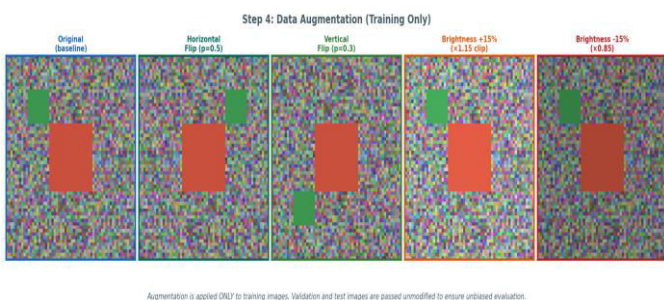 Step 4: Data Augmentation (Training Only)
Original
(baseline)
Horizontal
Flip (p=0.5)
Vertical
Flip (p=0.3)
Brightness +15%
(×1.15 clip)
Brightness -15%
(×0.85)
Augmentation is applied ONLY to training images. Validation and test images are passed unmodified to ensure unbiased evaluation.